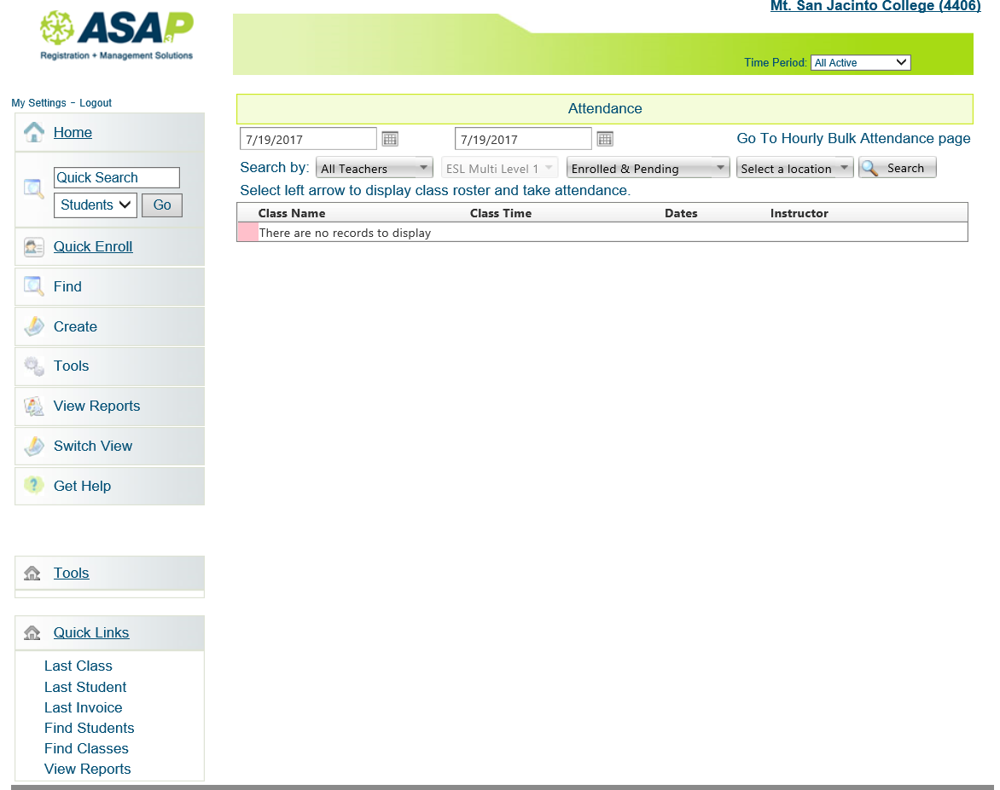 Mt. San Jacinto College (4406)
ASAP3
Registration + Management Solutions
Time Period: All Active
My Settings - Logout
Attendance
Home
7/19/2017 7/19/2017 Go To Hourly Bulk Attendance page
Search by: All Teachers ESL Multi Level 1 Enrolled & Pending Select a location Search
Quick Search
Select left arrow to display class roster and take attendance.
Students Go
Class Name Class Time Dates Instructor
There are no records to display
Quick Enroll
Find
Create
Tools
View Reports
Switch View
? Get Help
Tools
Quick Links
Last Class
Last Student
Last Invoice
Find Students
Find Classes
View Reports